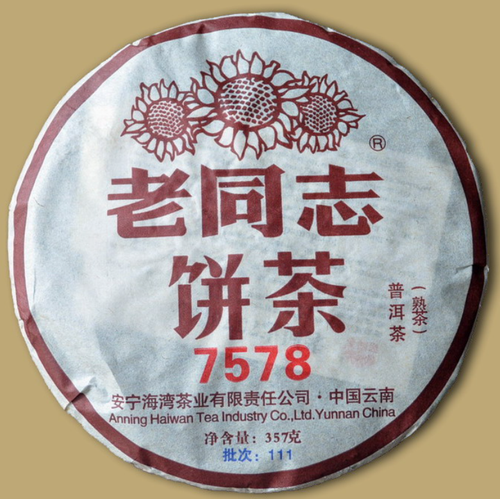 ®
老同志
饼茶
普洱茶
(熟茶)
7578
安宁海湾茶业有限责任公司·中国云南
Anning Haiwan Tea Industry Co.,Ltd.Yunnan China
净含量: 357克
批次: 111